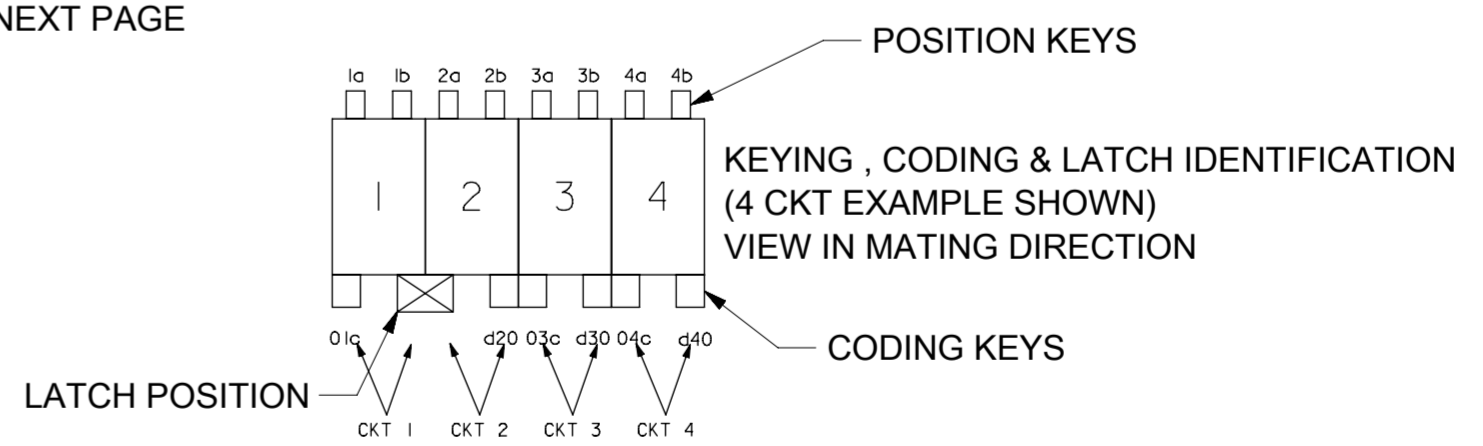 NEXT PAGE
POSITION KEYS
1a 1b 2a 2b 3a 3b 4a 4b
KEYING , CODING & LATCH IDENTIFICATION
(4 CKT EXAMPLE SHOWN)
VIEW IN MATING DIRECTION
1 2 3 4
01c d20 03c d30 04c d40
CODING KEYS
LATCH POSITION
CKT 1 CKT 2 CKT 3 CKT 4